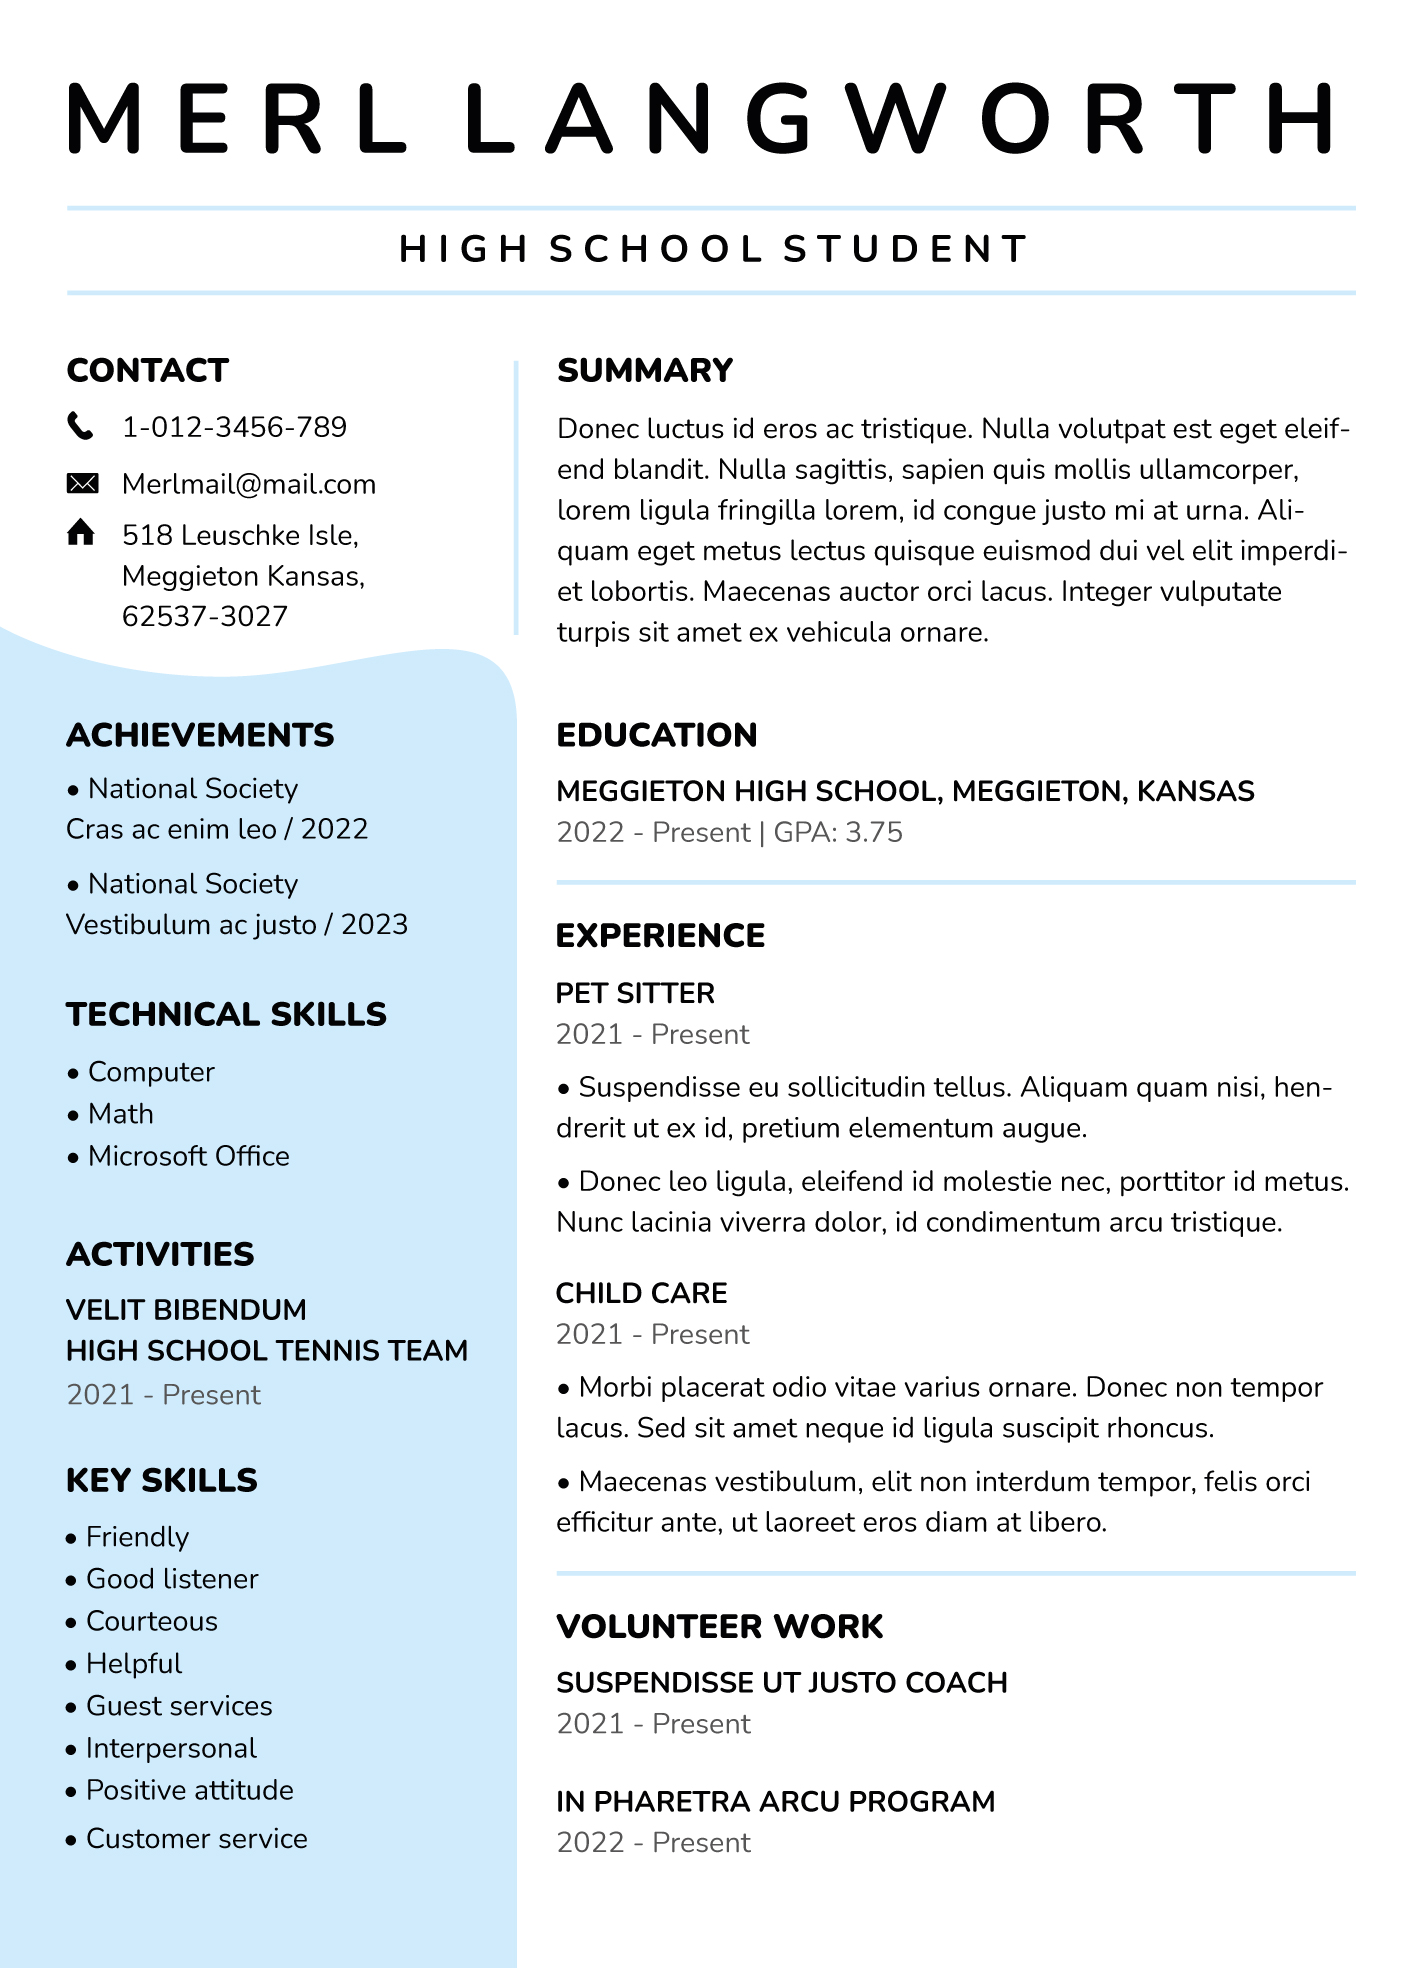 MERL LANGWORTH
HIGH SCHOOL STUDENT
CONTACT
1-012-3456-789
Merlmail@mail.com
518 Leuschke Isle,
Meggieton Kansas,
62537-3027
ACHIEVEMENTS
• National Society
Cras ac enim leo / 2022
• National Society
Vestibulum ac justo / 2023
TECHNICAL SKILLS
• Computer
• Math
• Microsoft Office
ACTIVITIES
VELIT BIBENDUM
HIGH SCHOOL TENNIS TEAM
2021 - Present
KEY SKILLS
• Friendly
• Good listener
• Courteous
• Helpful
• Guest services
• Interpersonal
• Positive attitude
• Customer service
SUMMARY
Donec luctus id eros ac tristique. Nulla volutpat est eget eleif-
end blandit. Nulla sagittis, sapien quis mollis ullamcorper,
lorem ligula fringilla lorem, id congue justo mi at urna. Ali-
quam eget metus lectus quisque euismod dui vel elit imperdi-
et lobortis. Maecenas auctor orci lacus. Integer vulputate
turpis sit amet ex vehicula ornare.
EDUCATION
MEGGIETON HIGH SCHOOL, MEGGIETON, KANSAS
2022 - Present | GPA: 3.75
EXPERIENCE
PET SITTER
2021 - Present
• Suspendisse eu sollicitudin tellus. Aliquam quam nisi, hen-
drerit ut ex id, pretium elementum augue.
• Donec leo ligula, eleifend id molestie nec, porttitor id metus.
Nunc lacinia viverra dolor, id condimentum arcu tristique.
CHILD CARE
2021 - Present
• Morbi placerat odio vitae varius ornare. Donec non tempor
lacus. Sed sit amet neque id ligula suscipit rhoncus.
• Maecenas vestibulum, elit non interdum tempor, felis orci
efficitur ante, ut laoreet eros diam at libero.
VOLUNTEER WORK
SUSPENDISSE UT JUSTO COACH
2021 - Present
IN PHARETRA ARCU PROGRAM
2022 - Present